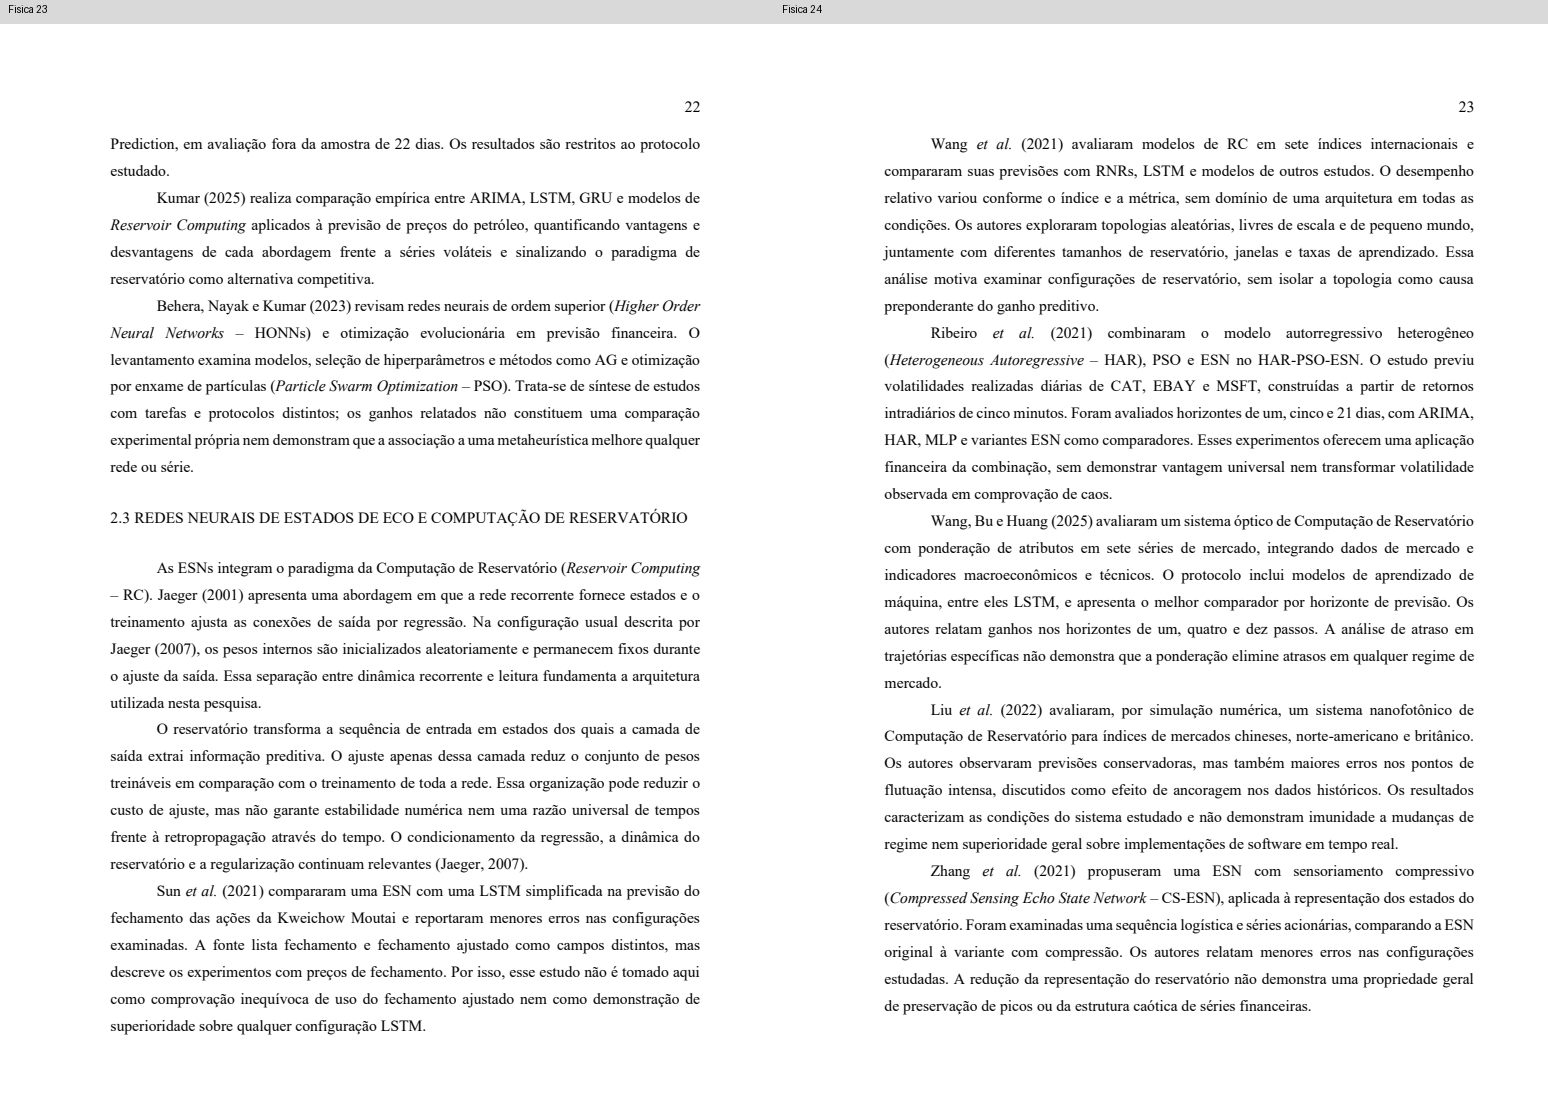 Fisica 23
22
Prediction, em avaliação fora da amostra de 22 dias. Os resultados são restritos ao protocolo
estudado.
Kumar (2025) realiza comparação empírica entre ARIMA, LSTM, GRU e modelos de
Reservoir Computing aplicados à previsão de preços do petróleo, quantificando vantagens e
desvantagens de cada abordagem frente a séries voláteis e sinalizando o paradigma de
reservatório como alternativa competitiva.
Behera, Nayak e Kumar (2023) revisam redes neurais de ordem superior (Higher Order
Neural Networks – HONNs) e otimização evolucionária em previsão financeira. O
levantamento examina modelos, seleção de hiperparâmetros e métodos como AG e otimização
por enxame de partículas (Particle Swarm Optimization – PSO). Trata-se de síntese de estudos
com tarefas e protocolos distintos; os ganhos relatados não constituem uma comparação
experimental própria nem demonstram que a associação a uma metaheurística melhore qualquer
rede ou série.
2.3 REDES NEURAIS DE ESTADOS DE ECO E COMPUTAÇÃO DE RESERVATÓRIO
As ESNs integram o paradigma da Computação de Reservatório (Reservoir Computing
– RC). Jaeger (2001) apresenta uma abordagem em que a rede recorrente fornece estados e o
treinamento ajusta as conexões de saída por regressão. Na configuração usual descrita por
Jaeger (2007), os pesos internos são inicializados aleatoriamente e permanecem fixos durante
o ajuste da saída. Essa separação entre dinâmica recorrente e leitura fundamenta a arquitetura
utilizada nesta pesquisa.
O reservatório transforma a sequência de entrada em estados dos quais a camada de
saída extrai informação preditiva. O ajuste apenas dessa camada reduz o conjunto de pesos
treináveis em comparação com o treinamento de toda a rede. Essa organização pode reduzir o
custo de ajuste, mas não garante estabilidade numérica nem uma razão universal de tempos
frente à retropropagação através do tempo. O condicionamento da regressão, a dinâmica do
reservatório e a regularização continuam relevantes (Jaeger, 2007).
Sun et al. (2021) compararam uma ESN com uma LSTM simplificada na previsão do
fechamento das ações da Kweichow Moutai e reportaram menores erros nas configurações
examinadas. A fonte lista fechamento e fechamento ajustado como campos distintos, mas
descreve os experimentos com preços de fechamento. Por isso, esse estudo não é tomado aqui
como comprovação inequívoca de uso do fechamento ajustado nem como demonstração de
superioridade sobre qualquer configuração LSTM.
Fisica 24
23
Wang et al. (2021) avaliaram modelos de RC em sete índices internacionais e
compararam suas previsões com RNRs, LSTM e modelos de outros estudos. O desempenho
relativo variou conforme o índice e a métrica, sem domínio de uma arquitetura em todas as
condições. Os autores exploraram topologias aleatórias, livres de escala e de pequeno mundo,
juntamente com diferentes tamanhos de reservatório, janelas e taxas de aprendizado. Essa
análise motiva examinar configurações de reservatório, sem isolar a topologia como causa
preponderante do ganho preditivo.
Ribeiro et al. (2021) combinaram o modelo autorregressivo heterogêneo
(Heterogeneous Autoregressive – HAR), PSO e ESN no HAR-PSO-ESN. O estudo previu
volatilidades realizadas diárias de CAT, EBAY e MSFT, construídas a partir de retornos
intradiários de cinco minutos. Foram avaliados horizontes de um, cinco e 21 dias, com ARIMA,
HAR, MLP e variantes ESN como comparadores. Esses experimentos oferecem uma aplicação
financeira da combinação, sem demonstrar vantagem universal nem transformar volatilidade
observada em comprovação de caos.
Wang, Bu e Huang (2025) avaliaram um sistema óptico de Computação de Reservatório
com ponderação de atributos em sete séries de mercado, integrando dados de mercado e
indicadores macroeconômicos e técnicos. O protocolo inclui modelos de aprendizado de
máquina, entre eles LSTM, e apresenta o melhor comparador por horizonte de previsão. Os
autores relatam ganhos nos horizontes de um, quatro e dez passos. A análise de atraso em
trajetórias específicas não demonstra que a ponderação elimine atrasos em qualquer regime de
mercado.
Liu et al. (2022) avaliaram, por simulação numérica, um sistema nanofotônico de
Computação de Reservatório para índices de mercados chineses, norte-americano e britânico.
Os autores observaram previsões conservadoras, mas também maiores erros nos pontos de
flutuação intensa, discutidos como efeito de ancoragem nos dados históricos. Os resultados
caracterizam as condições do sistema estudado e não demonstram imunidade a mudanças de
regime nem superioridade geral sobre implementações de software em tempo real.
Zhang et al. (2021) propuseram uma ESN com sensoriamento compressivo
(Compressed Sensing Echo State Network – CS-ESN), aplicada à representação dos estados do
reservatório. Foram examinadas uma sequência logística e séries acionárias, comparando a ESN
original à variante com compressão. Os autores relatam menores erros nas configurações
estudadas. A redução da representação do reservatório não demonstra uma propriedade geral
de preservação de picos ou da estrutura caótica de séries financeiras.